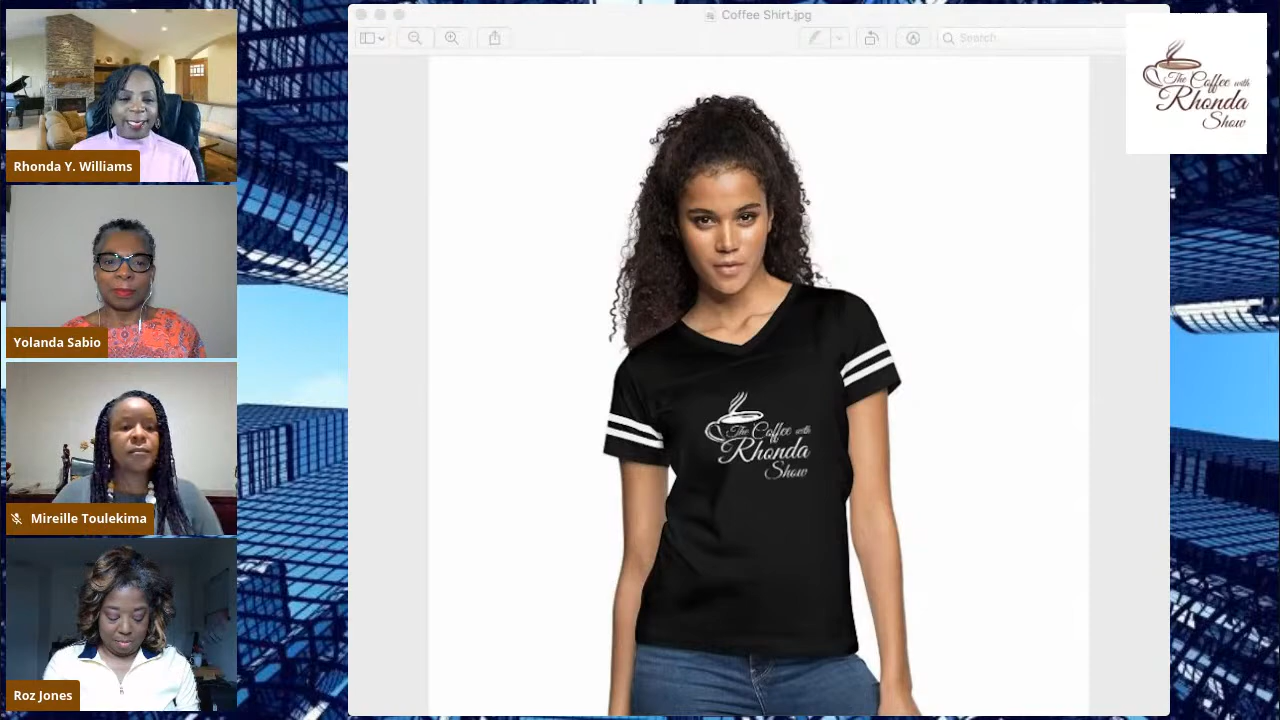 Coffee Shirt.jpg
Search
The Coffee with
Rhonda
Show
Rhonda Y. Williams
Yolanda Sabio
Mireille Toulekima
Roz Jones
The Coffee with
Rhonda
Show